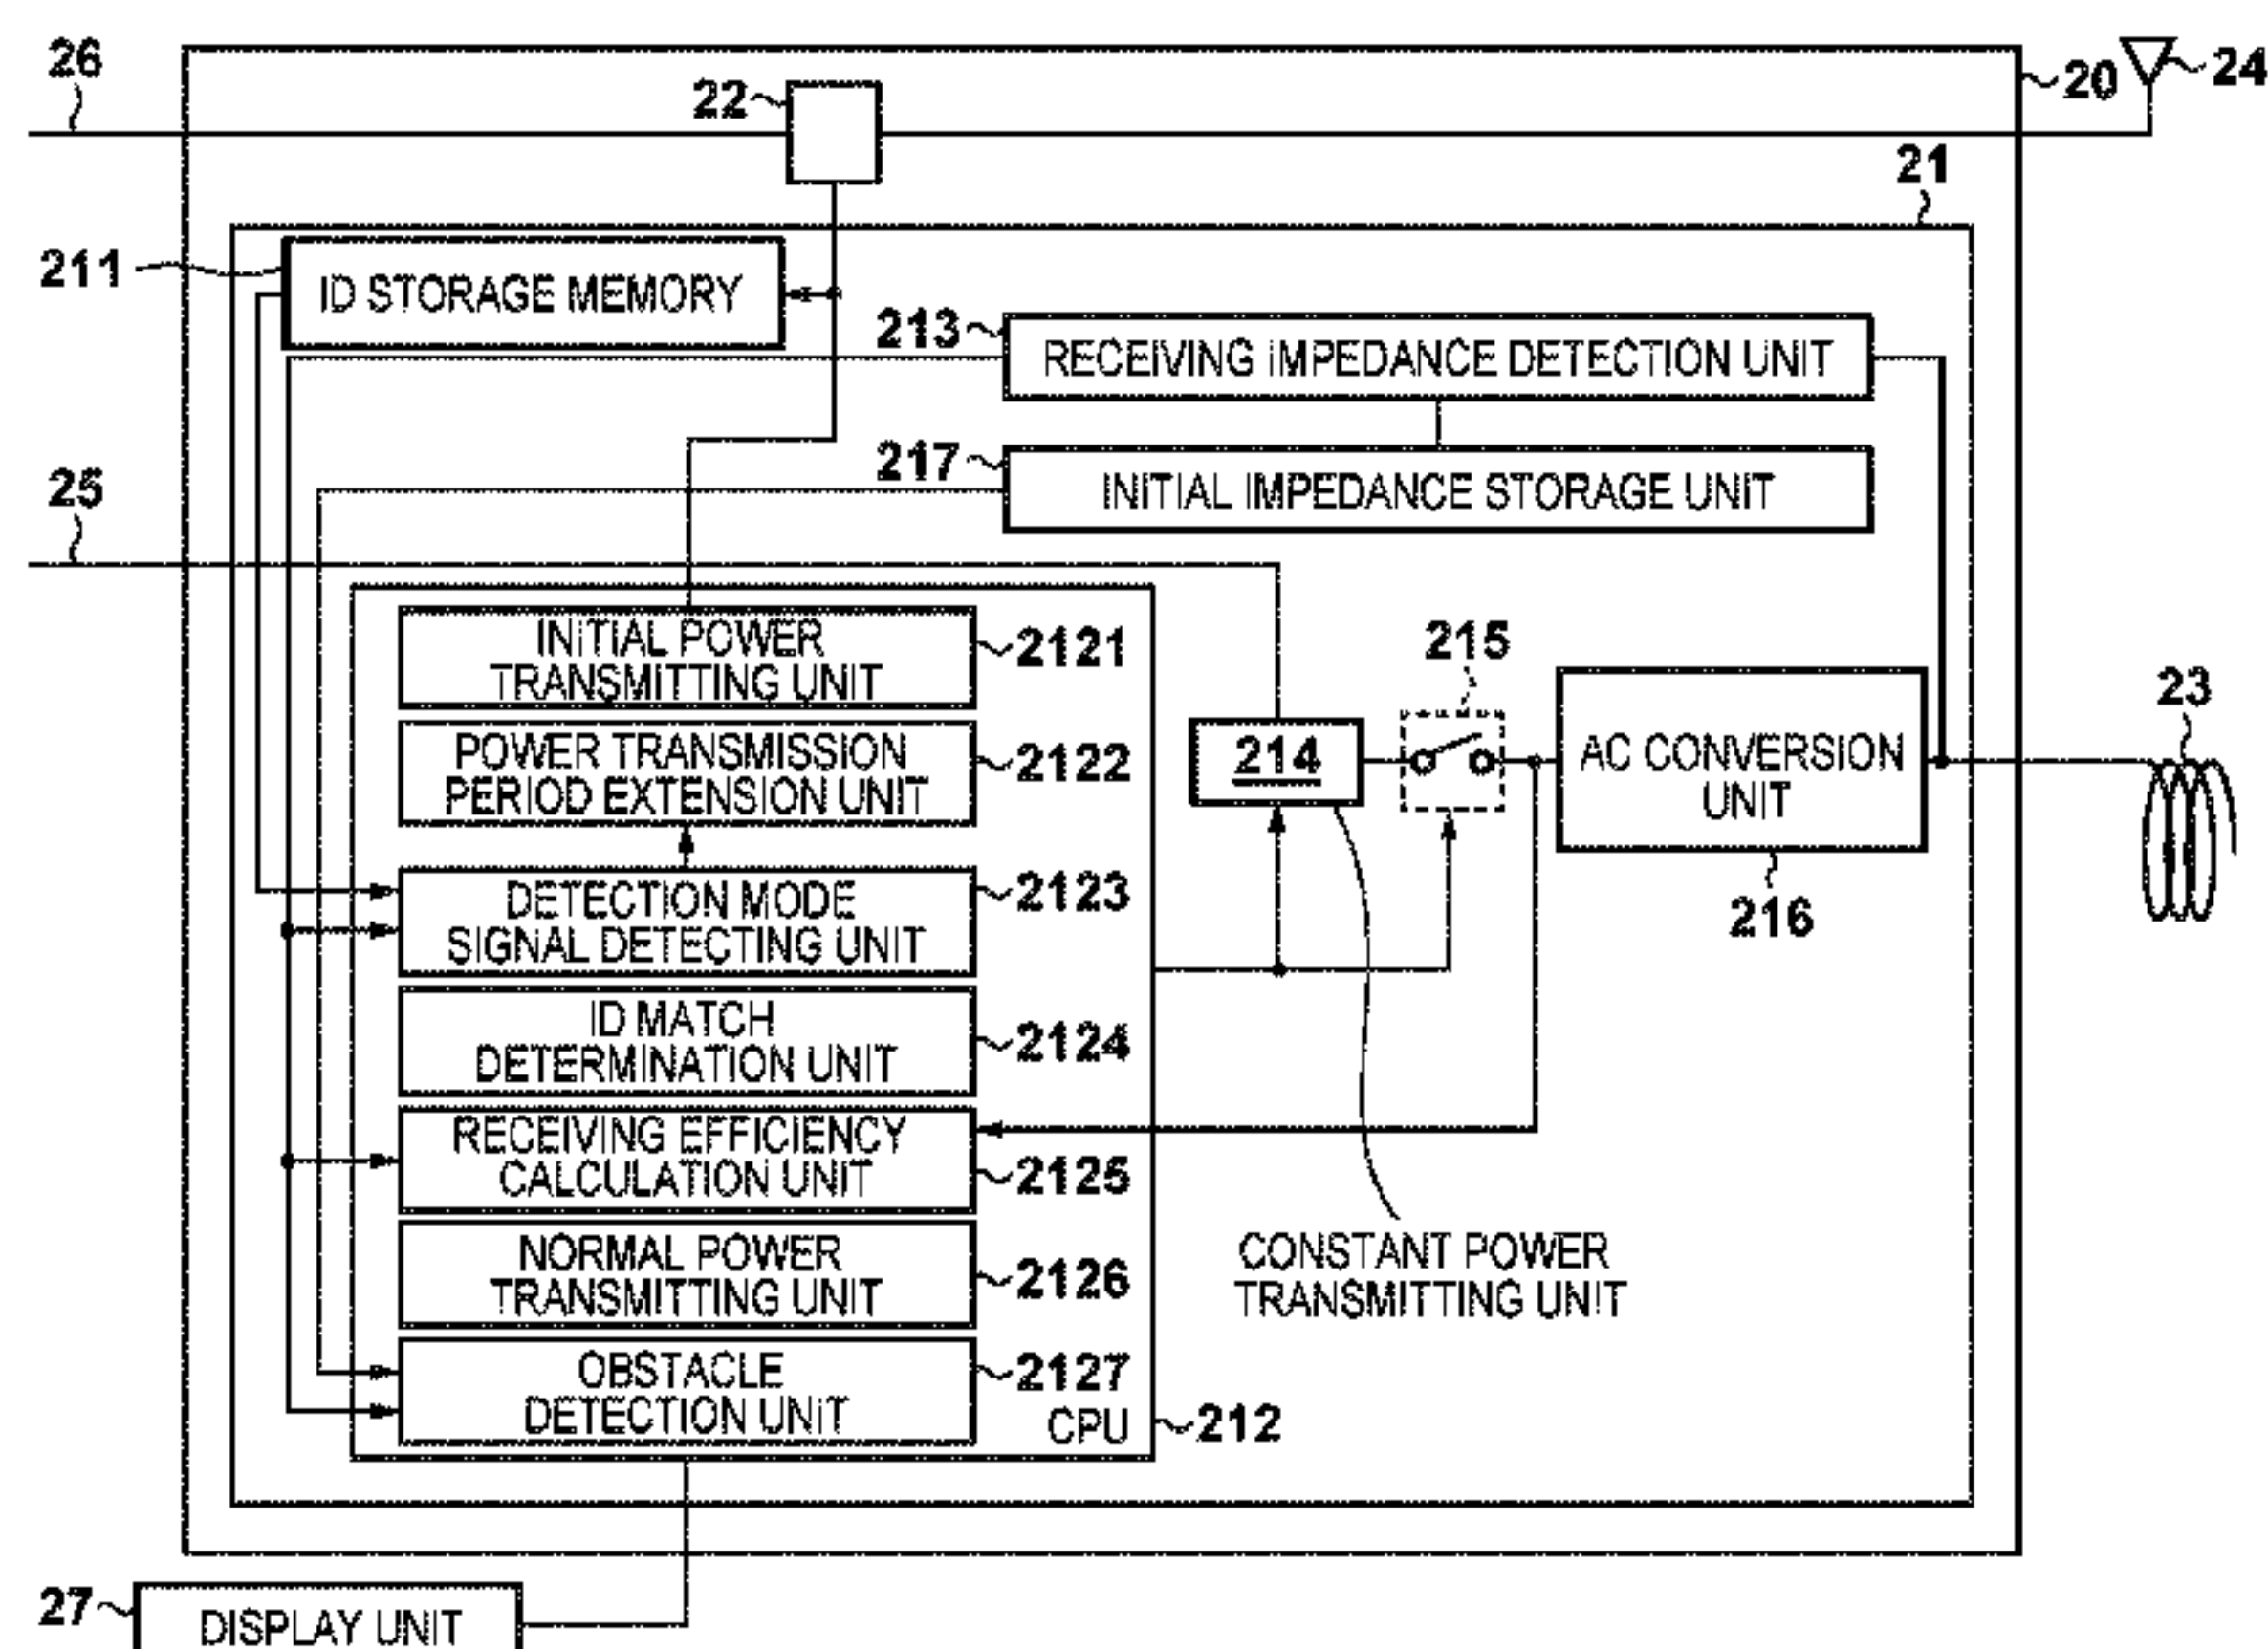 26
22
20
24
21
211
ID STORAGE MEMORY
213
RECEIVING IMPEDANCE DETECTION UNIT
217
INITIAL IMPEDANCE STORAGE UNIT
25
INITIAL POWER
TRANSMITTING UNIT
2121
POWER TRANSMISSION
PERIOD EXTENSION UNIT
2122
DETECTION MODE
SIGNAL DETECTING UNIT
2123
ID MATCH
DETERMINATION UNIT
2124
RECEIVING EFFICIENCY
CALCULATION UNIT
2125
NORMAL POWER
TRANSMITTING UNIT
2126
OBSTACLE
DETECTION UNIT
2127
CPU
212
214
215
AC CONVERSION
UNIT
216
23
CONSTANT POWER
TRANSMITTING UNIT
27
DISPLAY UNIT